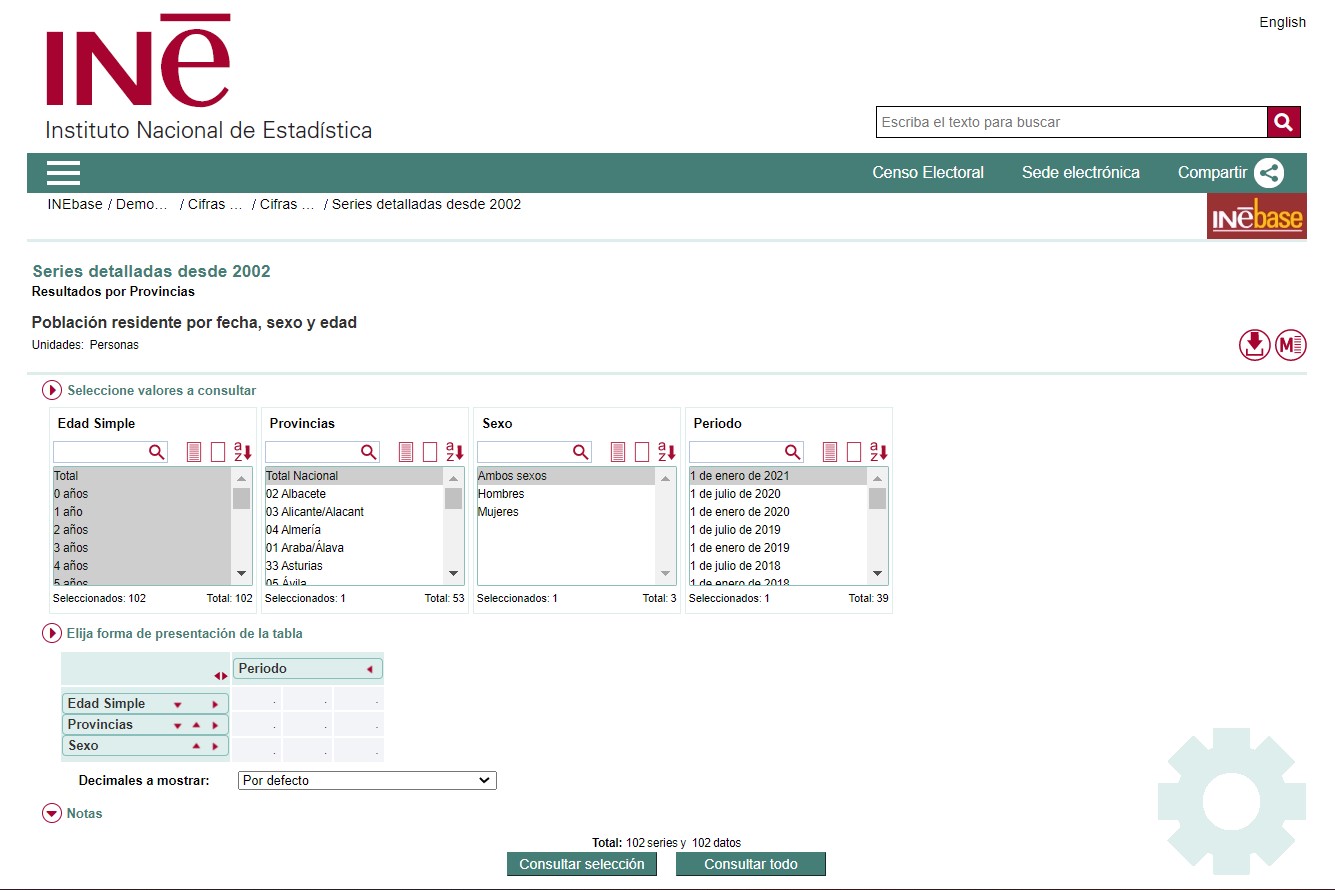 INē
English
Instituto Nacional de Estadística
Escriba el texto para buscar
Censo Electoral Sede electrónica Compartir
INEbase / Demo… / Cifras … / Cifras … / Series detalladas desde 2002
INēbase
Series detalladas desde 2002
Resultados por Provincias
Población residente por fecha, sexo y edad
Unidades: Personas
M
Seleccione valores a consultar
Edad Simple
a
z
Total
0 años
1 año
2 años
3 años
4 años
5 años
Seleccionados: 102 Total: 102
Provincias
a
z
Total Nacional
02 Albacete
03 Alicante/Alacant
04 Almería
01 Araba/Álava
33 Asturias
05 Ávila
Seleccionados: 1 Total: 53
Sexo
a
z
Ambos sexos
Hombres
Mujeres
Seleccionados: 1 Total: 3
Periodo
a
z
1 de enero de 2021
1 de julio de 2020
1 de enero de 2020
1 de julio de 2019
1 de enero de 2019
1 de julio de 2018
1 de enero de 2018
Seleccionados: 1 Total: 39
Elija forma de presentación de la tabla
Periodo
Edad Simple . . .
Provincias . . .
Sexo . . .
Decimales a mostrar: Por defecto
Notas
Total: 102 series y 102 datos
Consultar selección Consultar todo